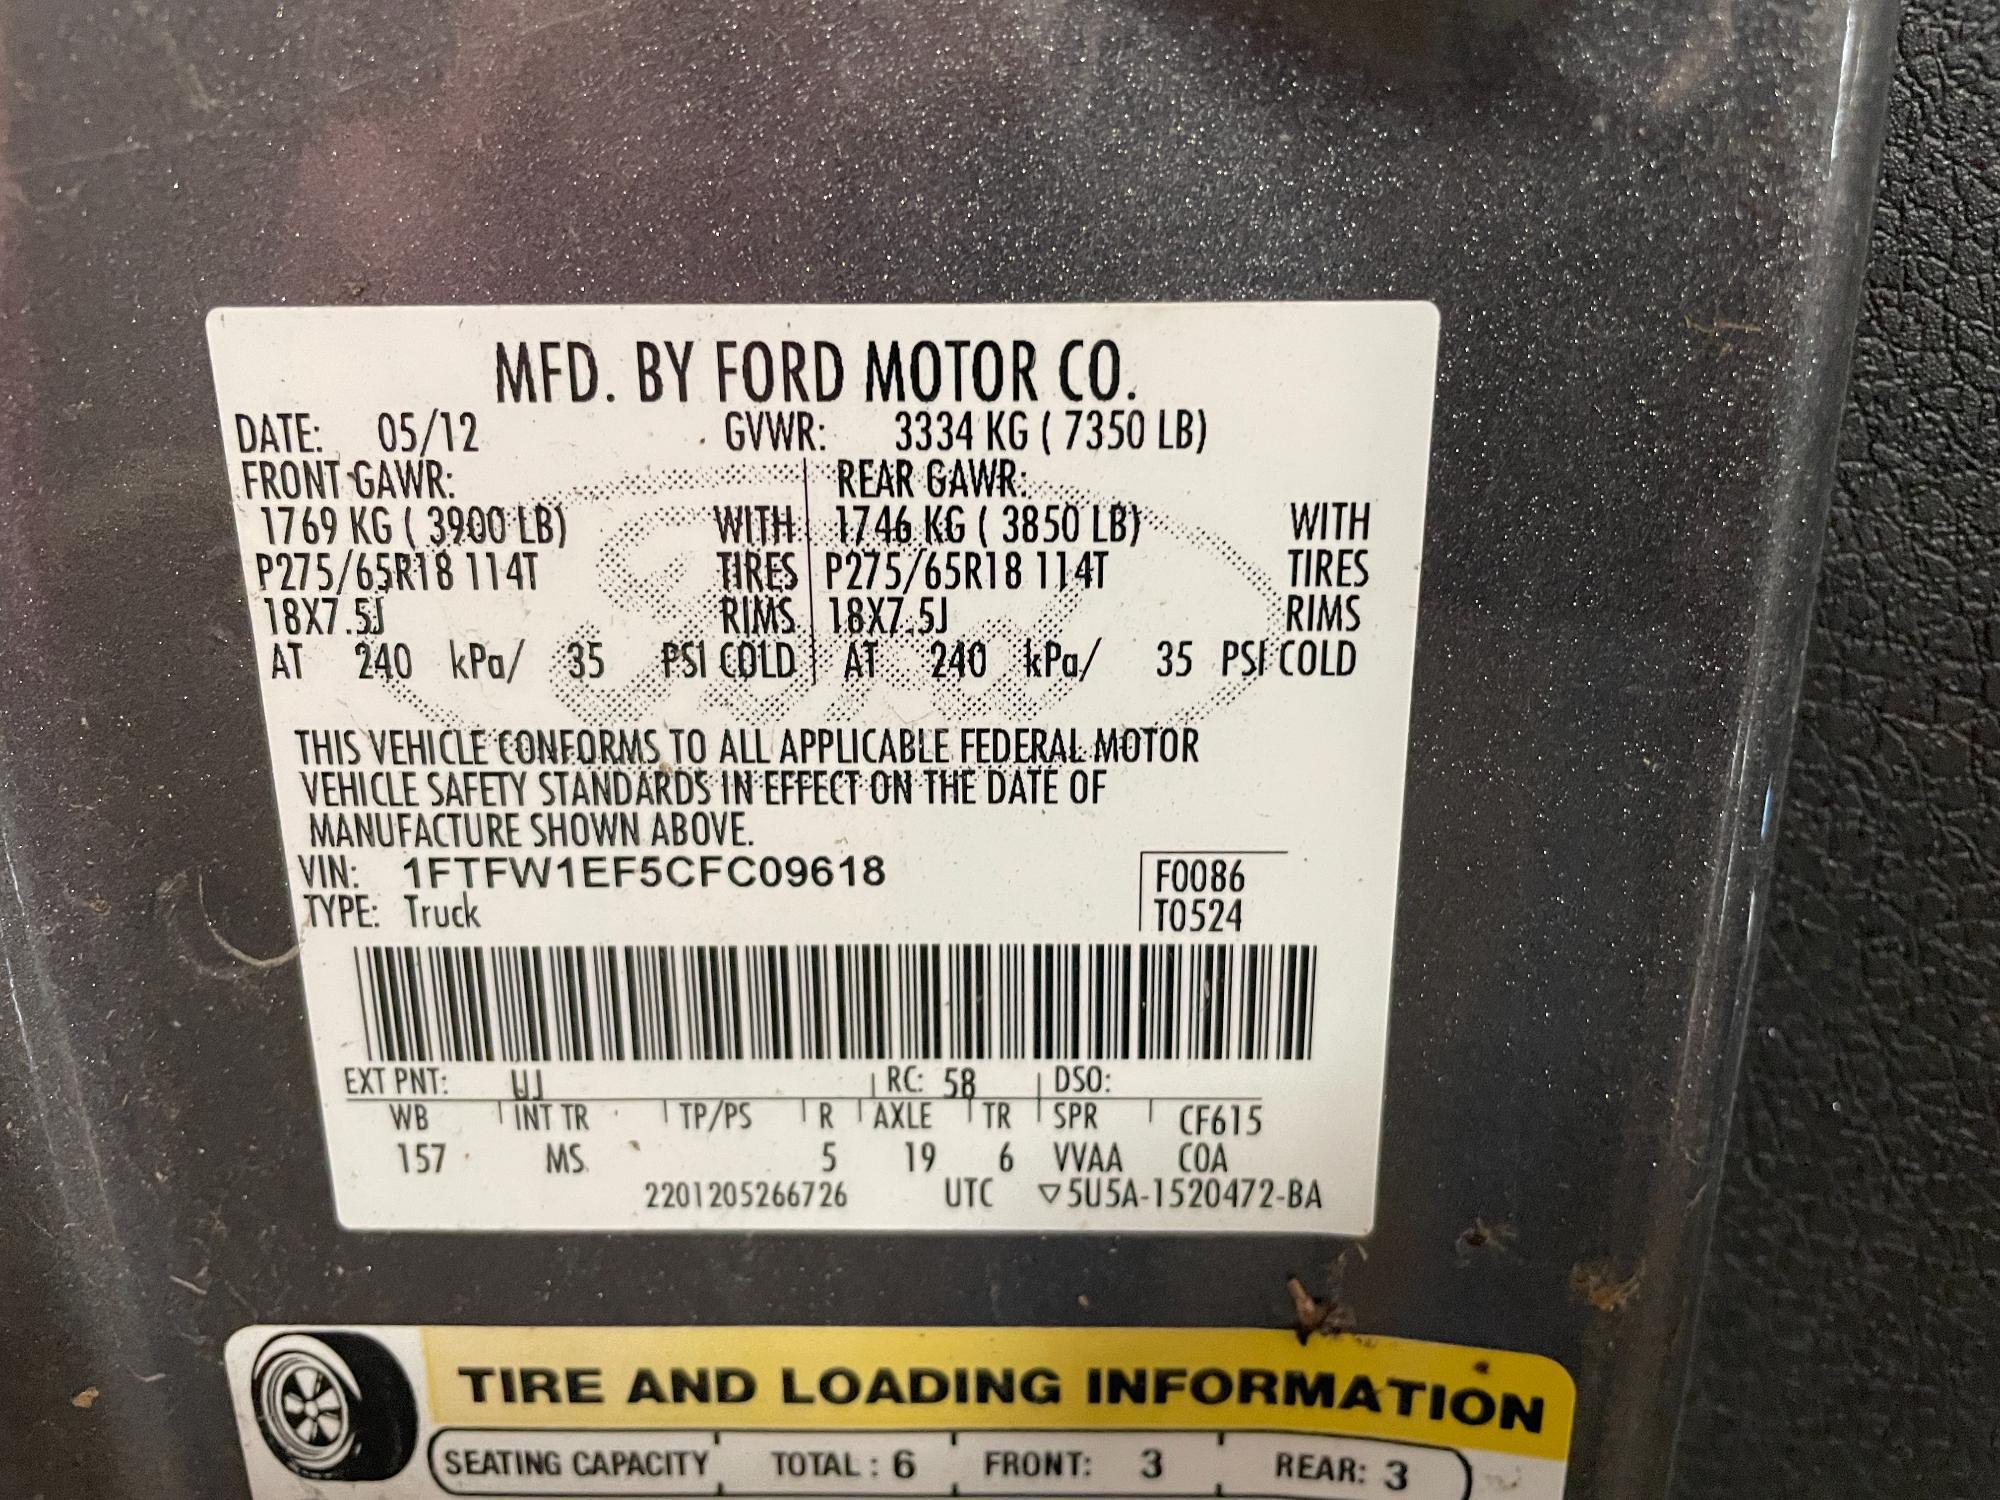 MFD. BY FORD MOTOR CO.
DATE: 05/12 GVWR: 3334 KG ( 7350 LB)
FRONT GAWR: REAR GAWR:
1769 KG ( 3900 LB) WITH 1746 KG ( 3850 LB) WITH
P275/65R18 114T TIRES P275/65R18 114T TIRES
18X7.5J RIMS 18X7.5J RIMS
AT 240 kPa/ 35 PSI COLD AT 240 kPa/ 35 PSI COLD
THIS VEHICLE CONFORMS TO ALL APPLICABLE FEDERAL MOTOR
VEHICLE SAFETY STANDARDS IN EFFECT ON THE DATE OF
MANUFACTURE SHOWN ABOVE.
VIN: 1FTFW1EF5CFC09618 F0086
TYPE: Truck T0524
EXT PNT: UJ RC: 58 DSO:
WB INT TR TP/PS R AXLE TR SPR CF615
157 MS 5 19 6 VVAA COA
2201205266726 UTC ▽5U5A-1520472-BA
TIRE AND LOADING INFORMATION
SEATING CAPACITY TOTAL : 6 FRONT: 3 REAR: 3